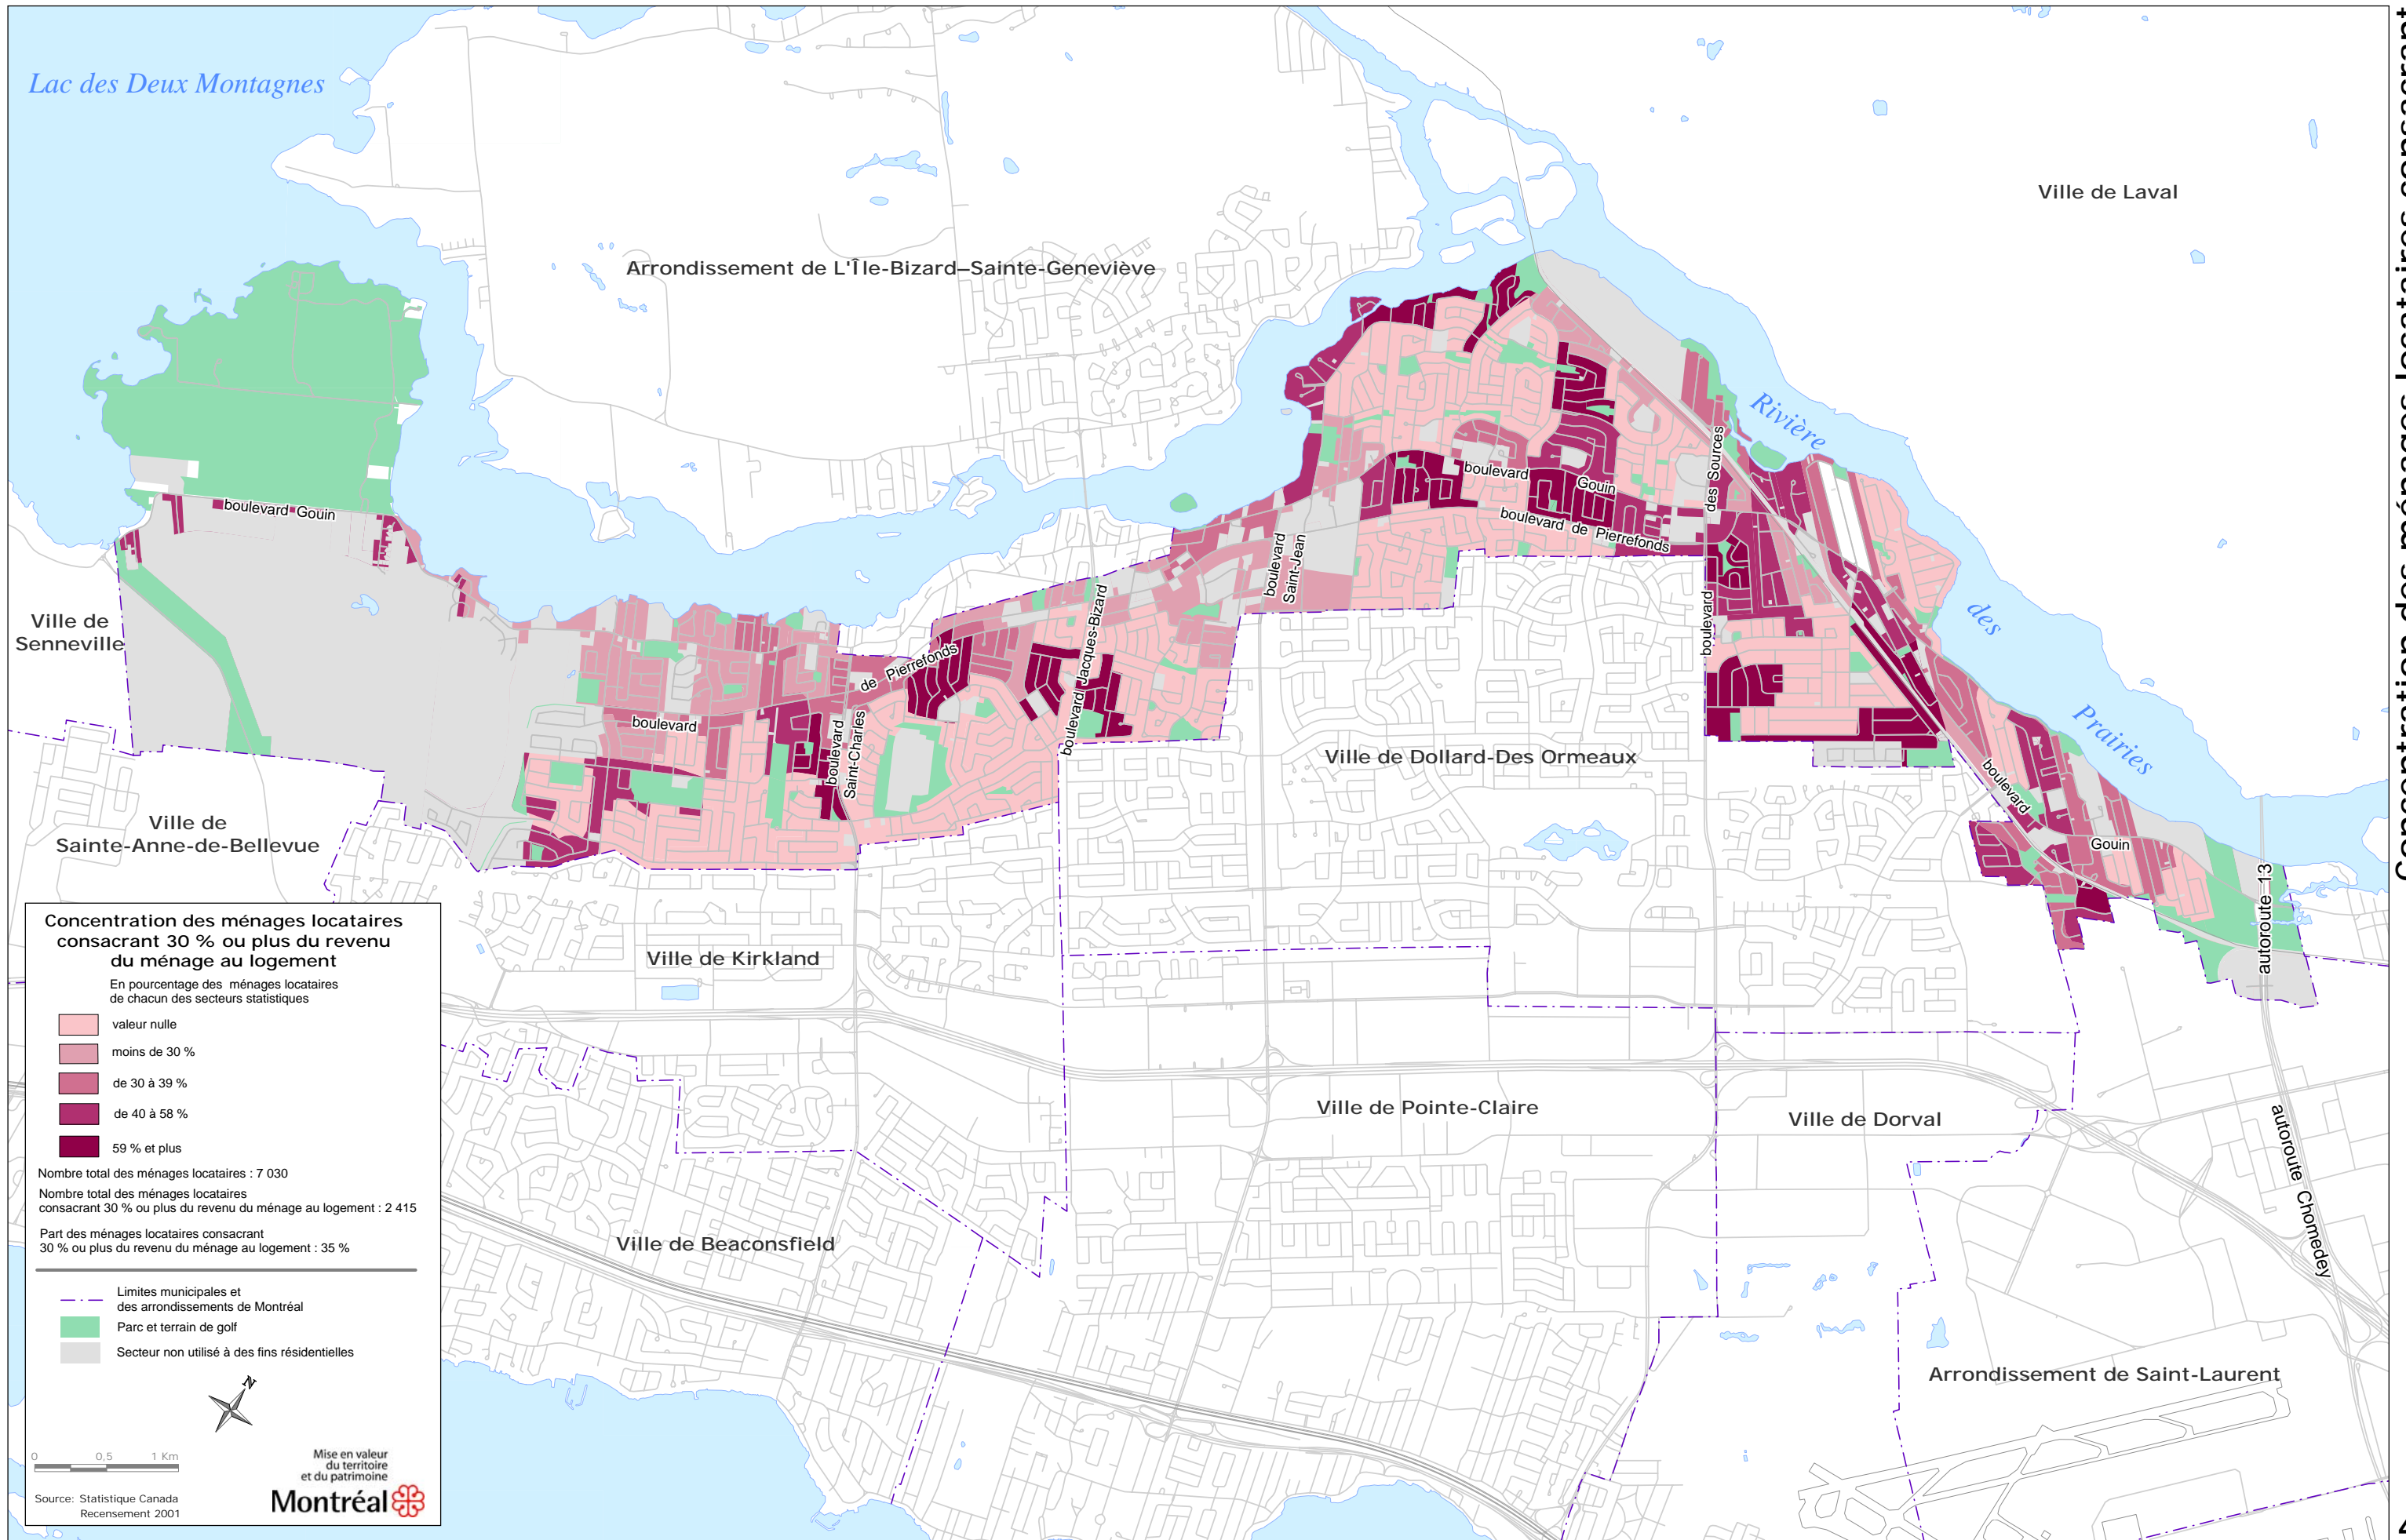 Lac des Deux Montagnes
Ville de Laval
Arrondissement de L'Île-Bizard–Sainte-Geneviève
Rivière
des
Prairies
boulevard Gouin
boulevard
Gouin
boulevard de Pierrefonds
des Sources
boulevard
boulevard
Saint-Jean
boulevard Jacques-Bizard
de Pierrefonds
boulevard
boulevard
Saint-Charles
boulevard
Gouin
autoroute 13
autoroute Chomedey
Ville de
Senneville
Ville de
Sainte-Anne-de-Bellevue
Ville de Dollard-Des Ormeaux
Ville de Kirkland
Ville de Pointe-Claire
Ville de Dorval
Ville de Beaconsfield
Arrondissement de Saint-Laurent
Concentration des ménages locataires
consacrant 30 % ou plus du revenu
du ménage au logement
En pourcentage des ménages locataires
de chacun des secteurs statistiques
valeur nulle
moins de 30 %
de 30 à 39 %
de 40 à 58 %
59 % et plus
Nombre total des ménages locataires : 7 030
Nombre total des ménages locataires
consacrant 30 % ou plus du revenu du ménage au logement : 2 415
Part des ménages locataires consacrant
30 % ou plus du revenu du ménage au logement : 35 %
Limites municipales et
des arrondissements de Montréal
Parc et terrain de golf
Secteur non utilisé à des fins résidentielles
N
0 0,5 1 Km
Mise en valeur
du territoire
et du patrimoine
Montréal
Source: Statistique Canada
Recensement 2001
Concentration des ménages locataires consacrant